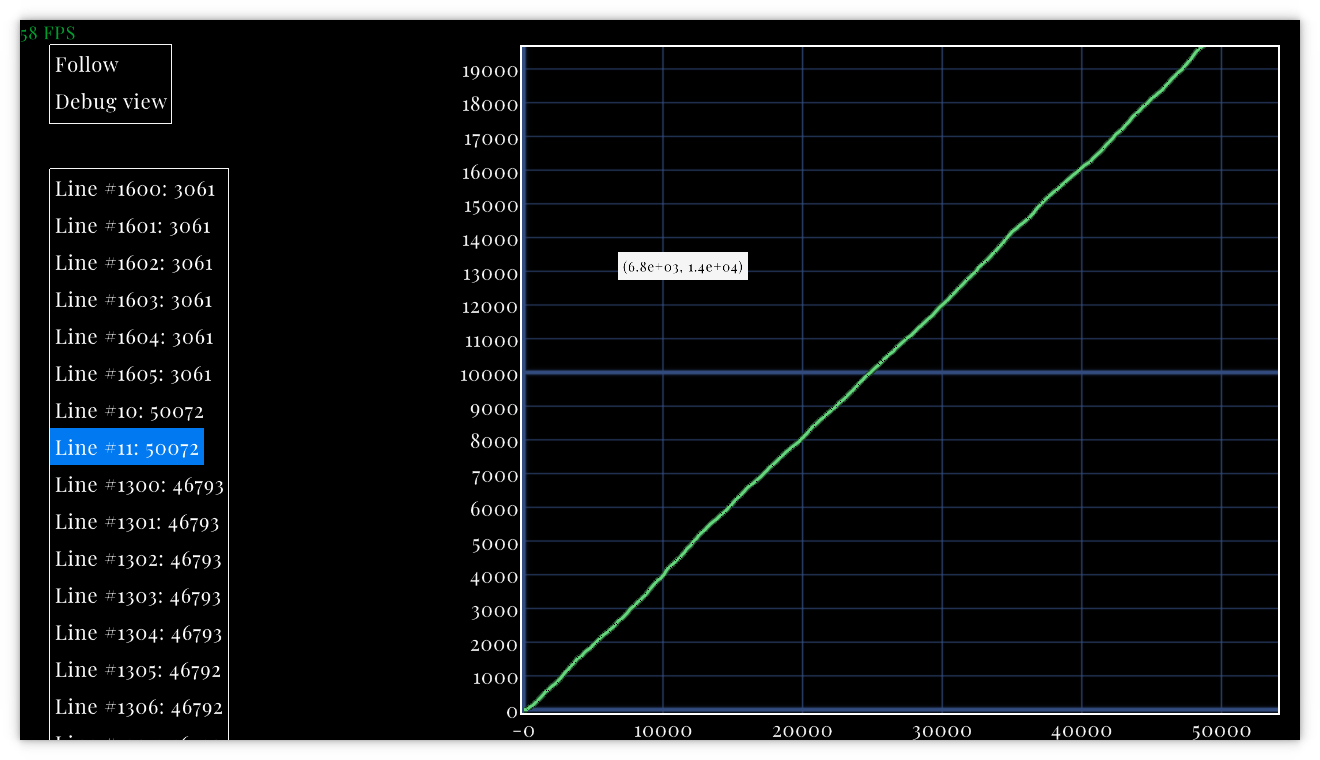 58 FPS
Follow
Debug view
Line #1600: 3061
Line #1601: 3061
Line #1602: 3061
Line #1603: 3061
Line #1604: 3061
Line #1605: 3061
Line #10: 50072
Line #11: 50072
Line #1300: 46793
Line #1301: 46793
Line #1302: 46793
Line #1303: 46793
Line #1304: 46793
Line #1305: 46792
Line #1306: 46792
19000
18000
17000
16000
15000
14000
13000
12000
11000
10000
9000
8000
7000
6000
5000
4000
3000
2000
1000
0
(6.8e+03, 1.4e+04)
-0 10000 20000 30000 40000 50000